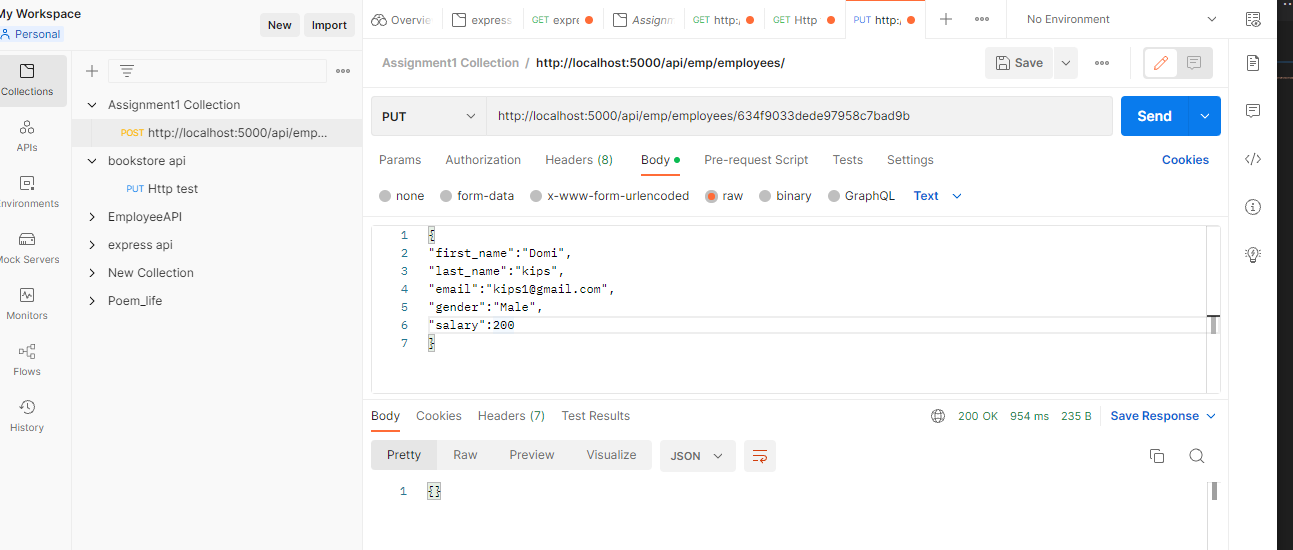 My Workspace
New
Import
Personal
Collections
APIs
Environments
Mock Servers
Monitors
Flows
History
Assignment1 Collection
POST http://localhost:5000/api/emp...
bookstore api
PUT Http test
EmployeeAPI
express api
New Collection
Poem_life
Overvie
express
GET expre
Assignm
GET http:
GET Http
PUT http:
No Environment
Assignment1 Collection / http://localhost:5000/api/emp/employees/
Save
PUT
http://localhost:5000/api/emp/employees/634f9033dede97958c7bad9b
Send
Params Authorization Headers (8) Body Pre-request Script Tests Settings Cookies
none form-data x-www-form-urlencoded raw binary GraphQL Text
1 {
2 "first_name":"Domi",
3 "last_name":"kips",
4 "email":"kips1@gmail.com",
5 "gender":"Male",
6 "salary":200
7 }
Body Cookies Headers (7) Test Results 200 OK 954 ms 235 B Save Response
Pretty Raw Preview Visualize JSON
1 {}